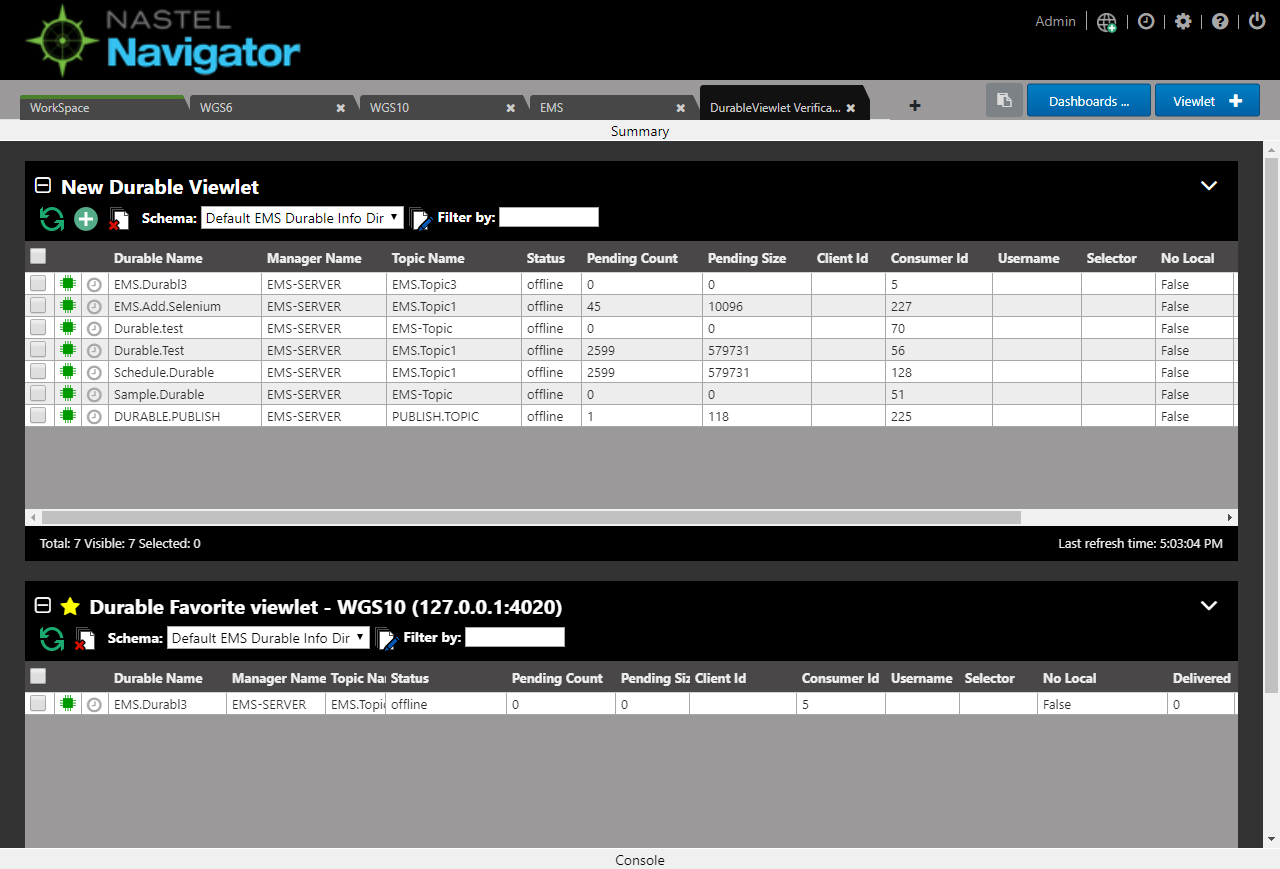 NASTEL
Navigator
Admin
WorkSpace WGS6 WGS10 EMS DurableViewlet Verifica... Dashboards ... Viewlet
Summary
New Durable Viewlet
Schema: Default EMS Durable Info Dir Filter by:
Durable Name Manager Name Topic Name Status Pending Count Pending Size Client Id Consumer Id Username Selector No Local
EMS.Durabl3 EMS-SERVER EMS.Topic3 offline 0 0 5 False
EMS.Add.Selenium EMS-SERVER EMS.Topic1 offline 45 10096 227 False
Durable.test EMS-SERVER EMS-Topic offline 0 0 70 False
Durable.Test EMS-SERVER EMS.Topic1 offline 2599 579731 56 False
Schedule.Durable EMS-SERVER EMS.Topic1 offline 2599 579731 128 False
Sample.Durable EMS-SERVER EMS-Topic offline 0 0 51 False
DURABLE.PUBLISH EMS-SERVER PUBLISH.TOPIC offline 1 118 225 False
Total: 7 Visible: 7 Selected: 0 Last refresh time: 5:03:04 PM
Durable Favorite viewlet - WGS10 (127.0.0.1:4020)
Schema: Default EMS Durable Info Dir Filter by:
Durable Name Manager Name Topic Na Status Pending Count Pending Siz Client Id Consumer Id Username Selector No Local Delivered
EMS.Durabl3 EMS-SERVER EMS.Topi offline 0 0 5 False 0
Console